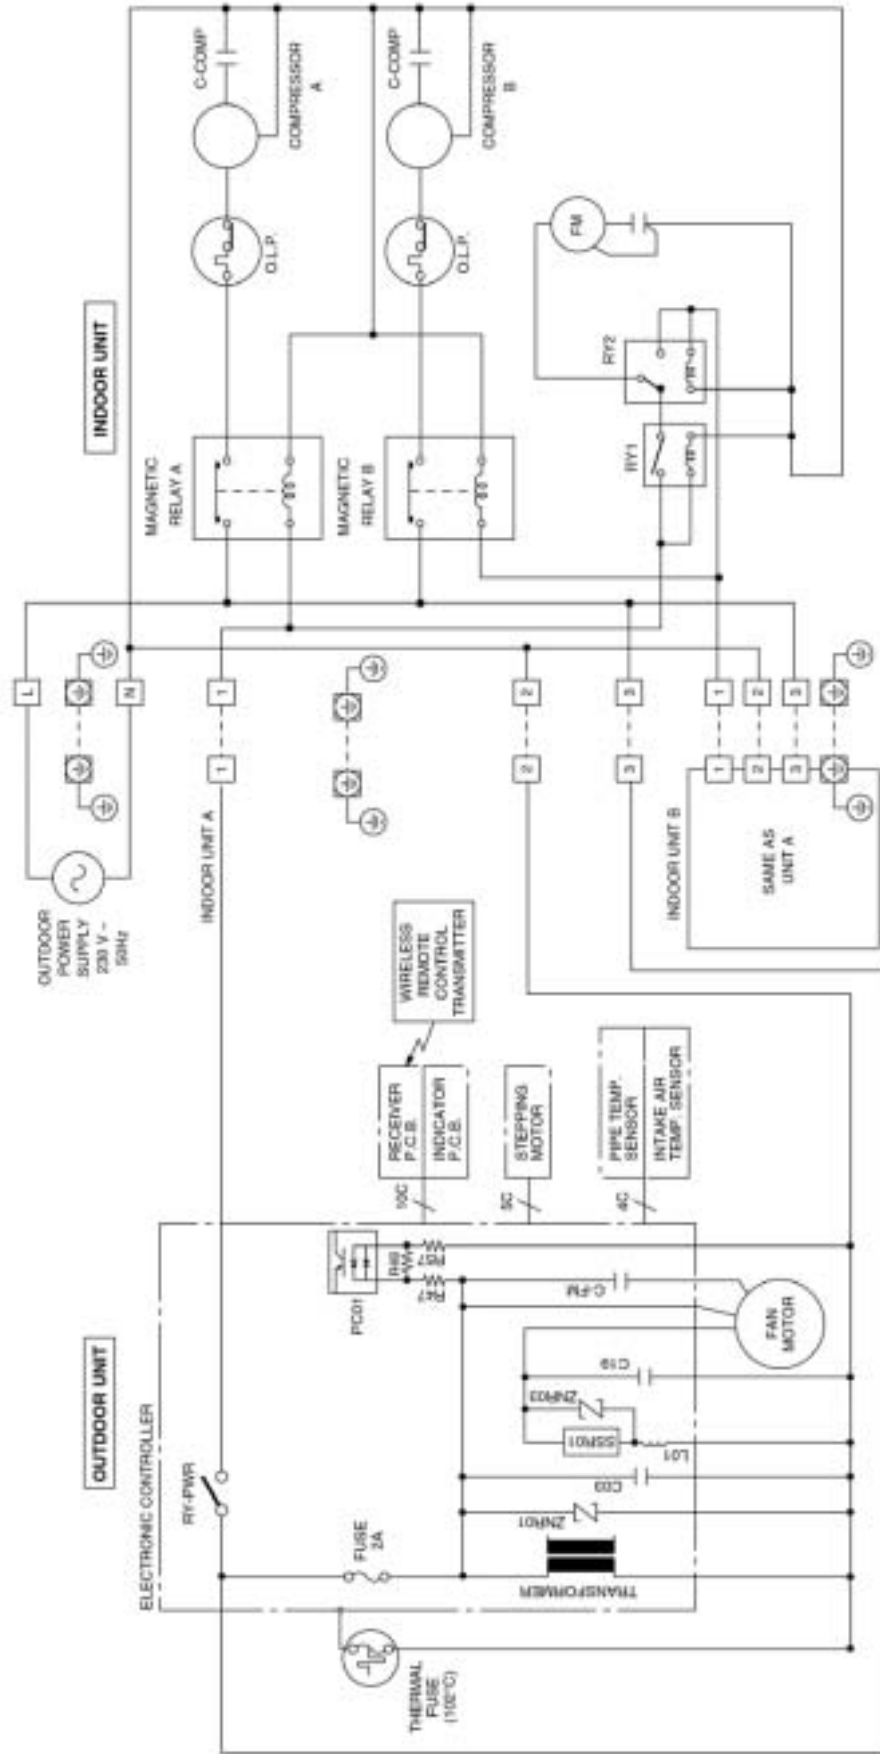 OUTDOOR UNIT
ELECTRONIC CONTROLLER
RY-PWR
FUSE
2A
THERMAL
FUSE
(102°C)
TRANSFORMER
ZNR01
C03
SSR01
L01
ZNR03
C19
C-FM
FAN
MOTOR
PC01
R48
10C
5C
4C
RECEIVER
P.C.B.
INDICATOR
P.C.B.
WIRELESS
REMOTE
CONTROL
TRANSMITTER
STEPPING
MOTOR
PIPE TEMP.
SENSOR
INTAKE AIR
TEMP. SENSOR
OUTDOOR
POWER
SUPPLY
230 V ~
50Hz
L
N
INDOOR UNIT A
1
1
2
2
3
3
INDOOR UNIT B
SAME AS
UNIT A
1
1
2
2
3
3
INDOOR UNIT
MAGNETIC
RELAY A
MAGNETIC
RELAY B
O.L.P.
O.L.P.
C-COMP
COMPRESSOR
A
C-COMP
COMPRESSOR
B
RY1
RY2
FM